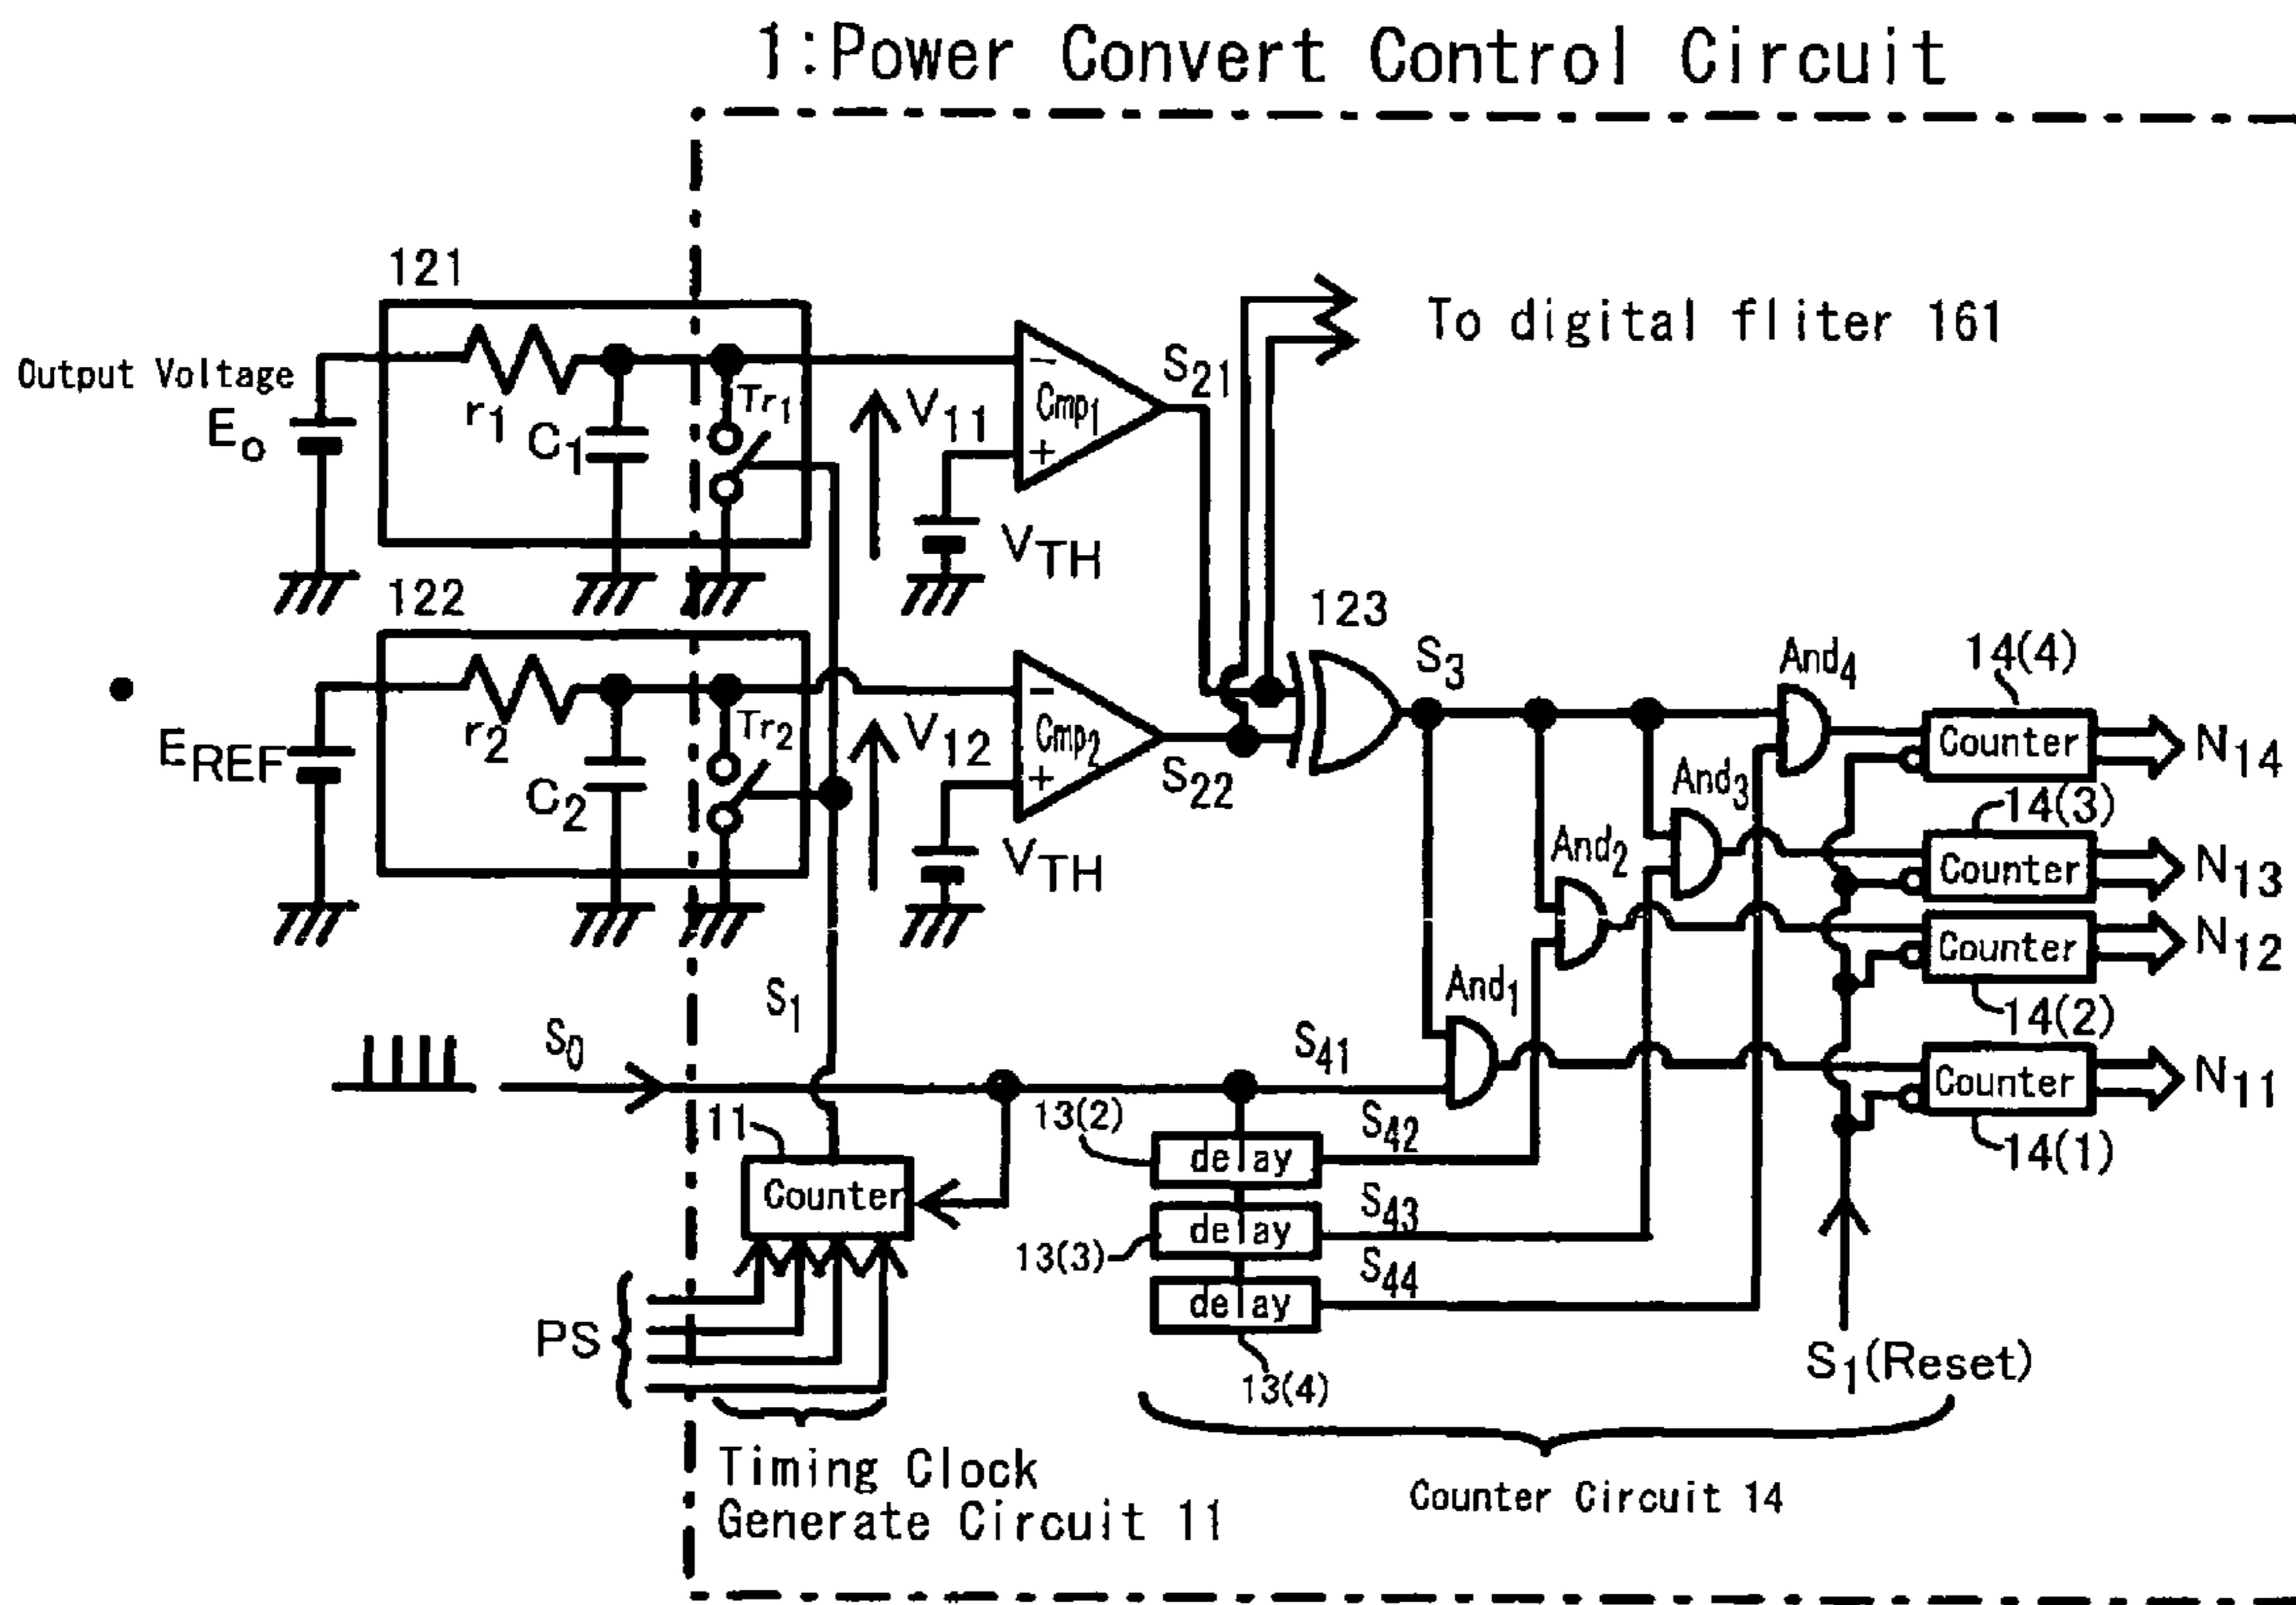 1:Power Convert Control Circuit
121
To digital fliter 161
Output Voltage
Eo
r1
C1
Tr1
V11
−
Cmp1
+
S21
VTH
122
123
EREF
r2
C2
Tr2
V12
−
Cmp2
+
S22
VTH
S3
And4
14(4)
Counter
N14
And3
14(3)
Counter
N13
And2
Counter
N12
14(2)
And1
Counter
N11
14(1)
S1
S0
S41
11
Counter
13(2)
delay
S42
13(3)
delay
S43
delay
S44
13(4)
PS
S1(Reset)
Timing Clock
Generate Circuit 11
Counter Circuit 14